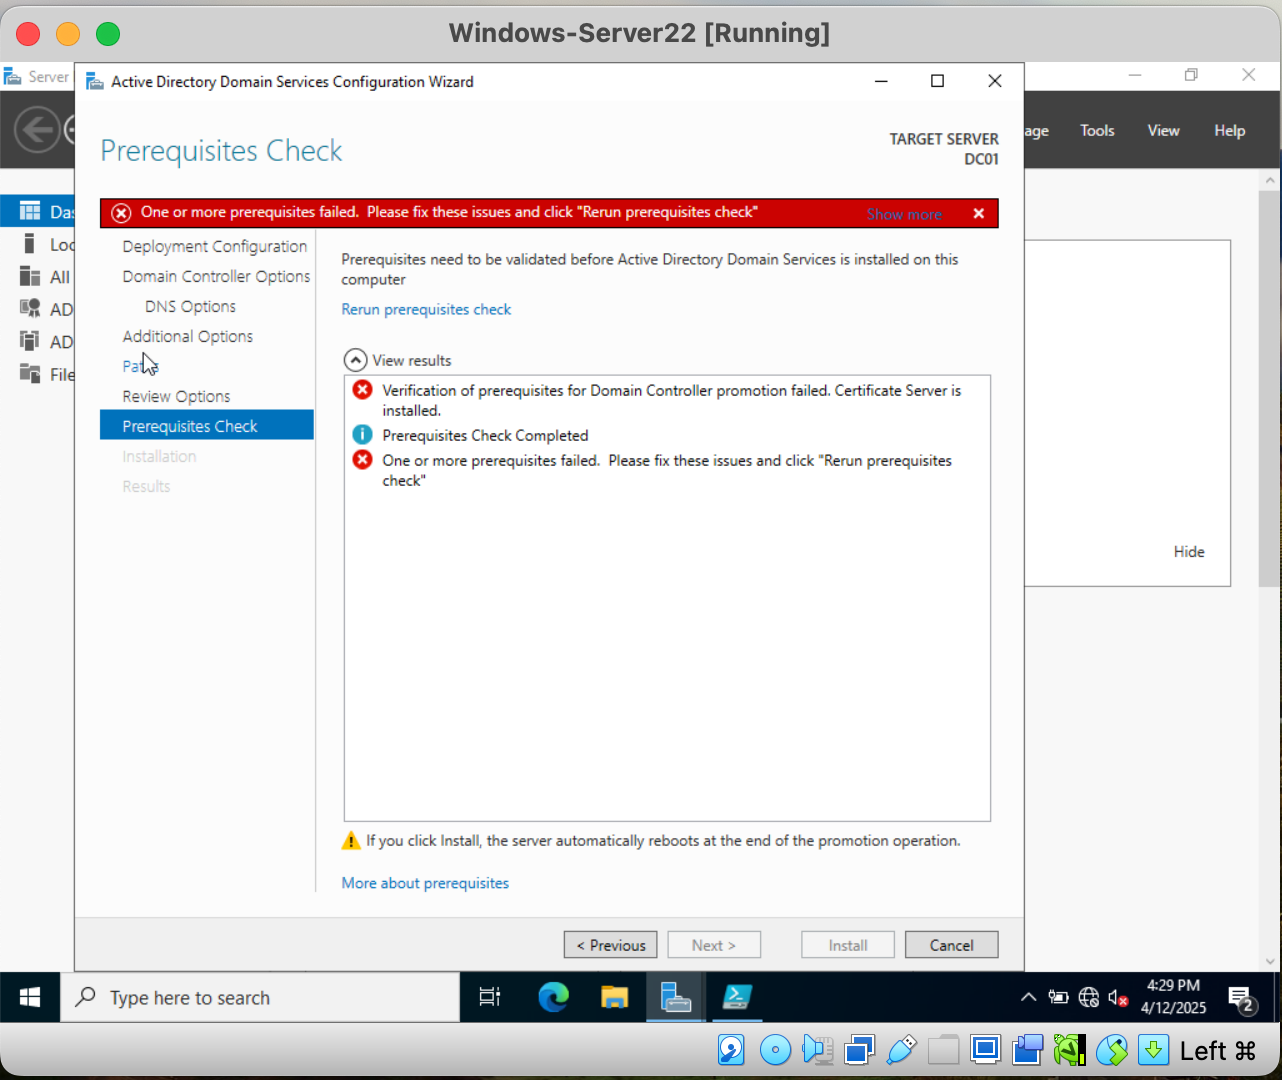 Windows-Server22 [Running]
Server
Active Directory Domain Services Configuration Wizard
Prerequisites Check
TARGET SERVER
DC01
age
Tools
View
Help
One or more prerequisites failed. Please fix these issues and click "Rerun prerequisites check"
Show more
Das
Loc
All
AD
AD
File
Deployment Configuration
Domain Controller Options
DNS Options
Additional Options
Paths
Review Options
Prerequisites Check
Installation
Results
Prerequisites need to be validated before Active Directory Domain Services is installed on this
computer
Rerun prerequisites check
View results
Verification of prerequisites for Domain Controller promotion failed. Certificate Server is
installed.
Prerequisites Check Completed
One or more prerequisites failed. Please fix these issues and click "Rerun prerequisites
check"
Hide
If you click Install, the server automatically reboots at the end of the promotion operation.
More about prerequisites
< Previous
Next >
Install
Cancel
Type here to search
4:29 PM
4/12/2025
2
Left ⌘